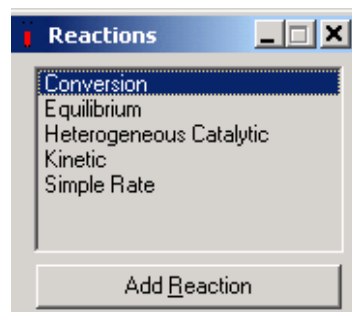 Reactions
Conversion
Equilibrium
Heterogeneous Catalytic
Kinetic
Simple Rate
Add Reaction